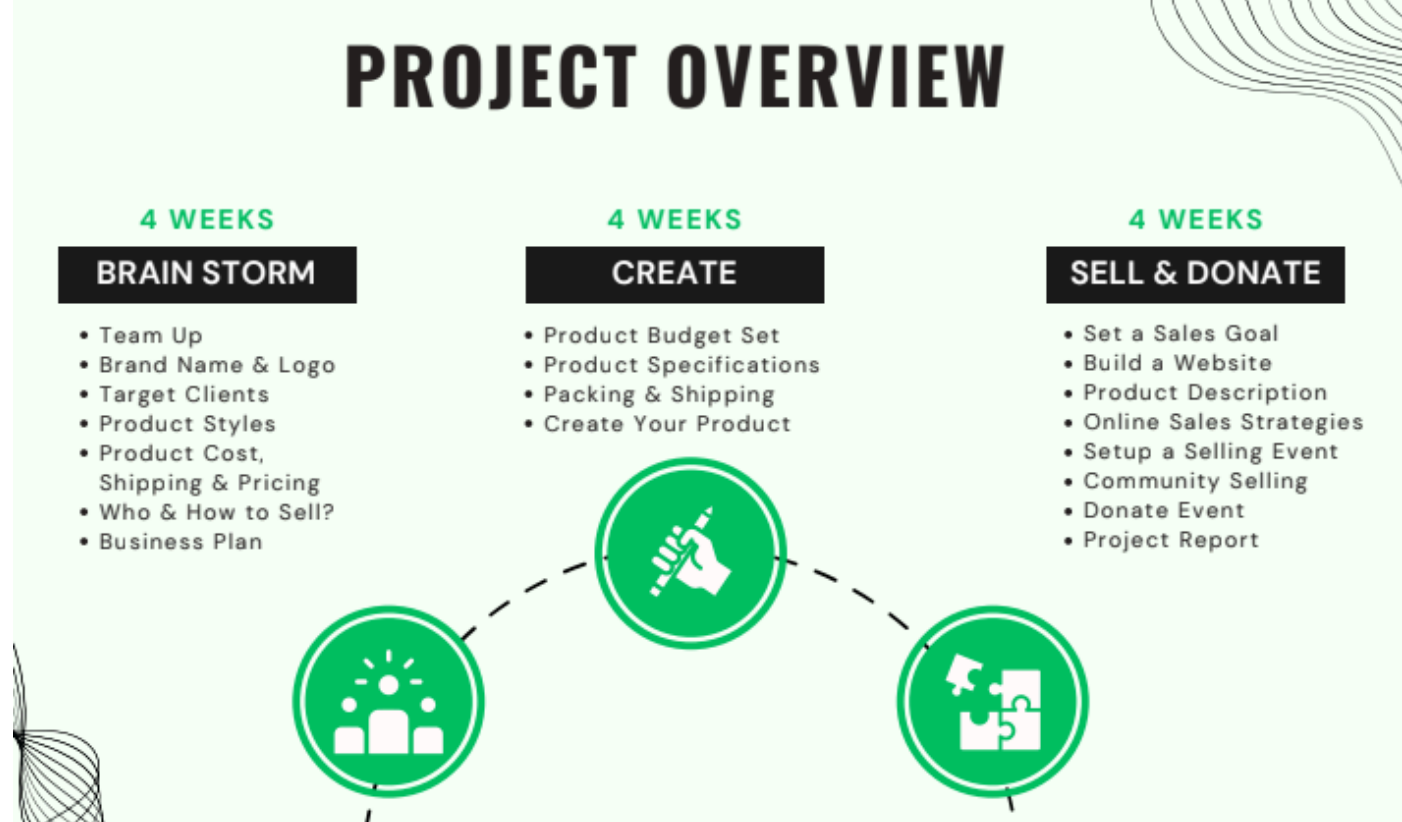 PROJECT OVERVIEW
4 WEEKS
BRAIN STORM
• Team Up
• Brand Name & Logo
• Target Clients
• Product Styles
• Product Cost,
Shipping & Pricing
• Who & How to Sell?
• Business Plan
4 WEEKS
CREATE
• Product Budget Set
• Product Specifications
• Packing & Shipping
• Create Your Product
4 WEEKS
SELL & DONATE
• Set a Sales Goal
• Build a Website
• Product Description
• Online Sales Strategies
• Setup a Selling Event
• Community Selling
• Donate Event
• Project Report